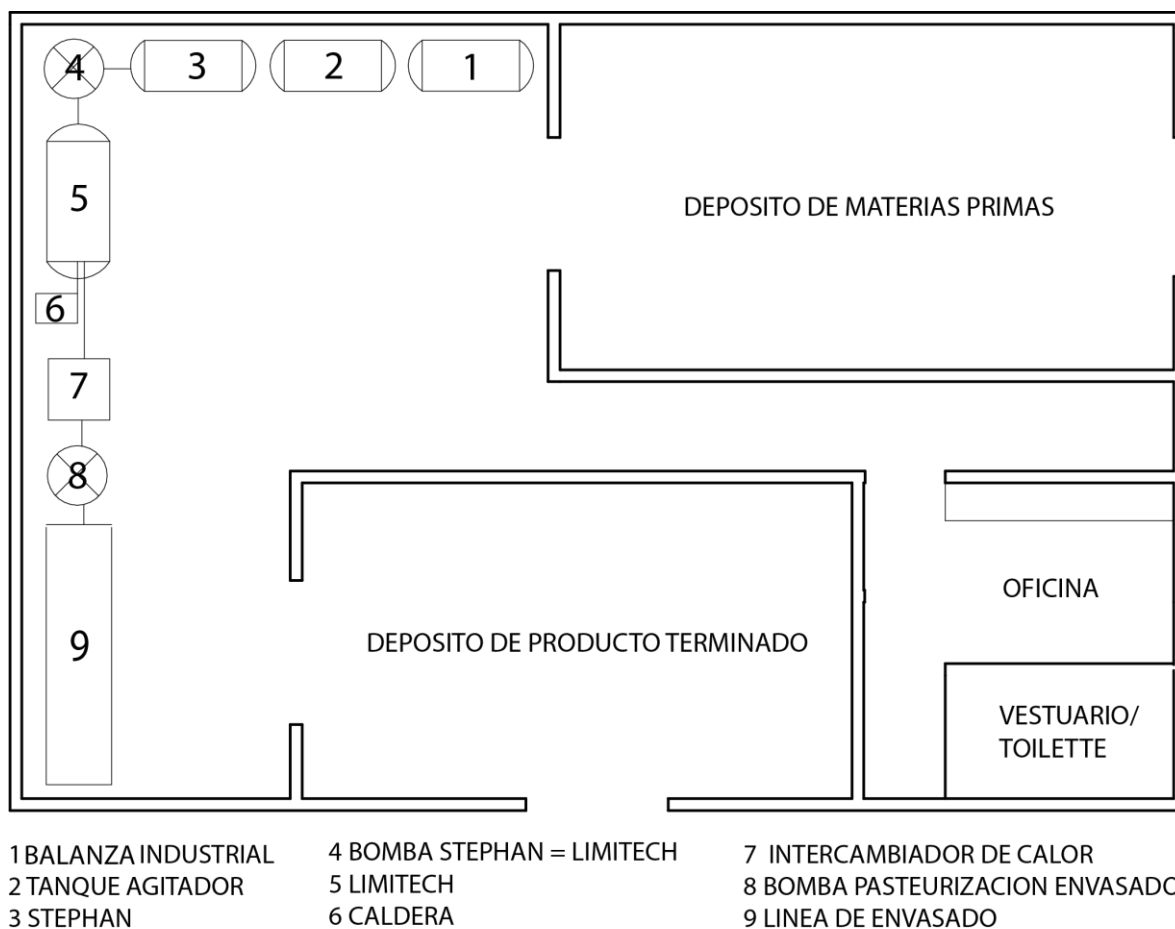 4
3
2
1
5
DEPOSITO DE MATERIAS PRIMAS
6
7
8
OFICINA
9
DEPOSITO DE PRODUCTO TERMINADO
VESTUARIO/
TOILETTE
1 BALANZA INDUSTRIAL
2 TANQUE AGITADOR
3 STEPHAN
4 BOMBA STEPHAN = LIMITECH
5 LIMITECH
6 CALDERA
7 INTERCAMBIADOR DE CALOR
8 BOMBA PASTEURIZACION ENVASADO
9 LINEA DE ENVASADO